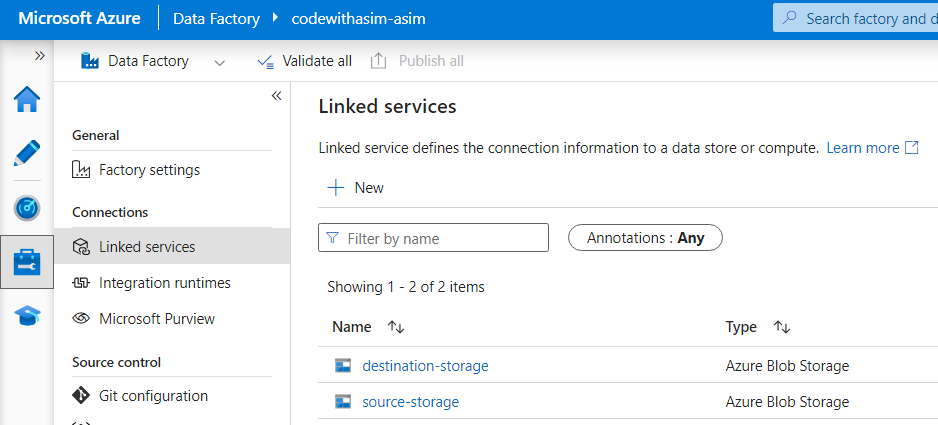 Microsoft Azure Data Factory codewithasim-asim Search factory and d
Data Factory Validate all Publish all
General
Factory settings
Connections
Linked services
Integration runtimes
Microsoft Purview
Source control
Git configuration
Linked services
Linked service defines the connection information to a data store or compute. Learn more
New
Filter by name Annotations : Any
Showing 1 - 2 of 2 items
Name Type
destination-storage Azure Blob Storage
source-storage Azure Blob Storage